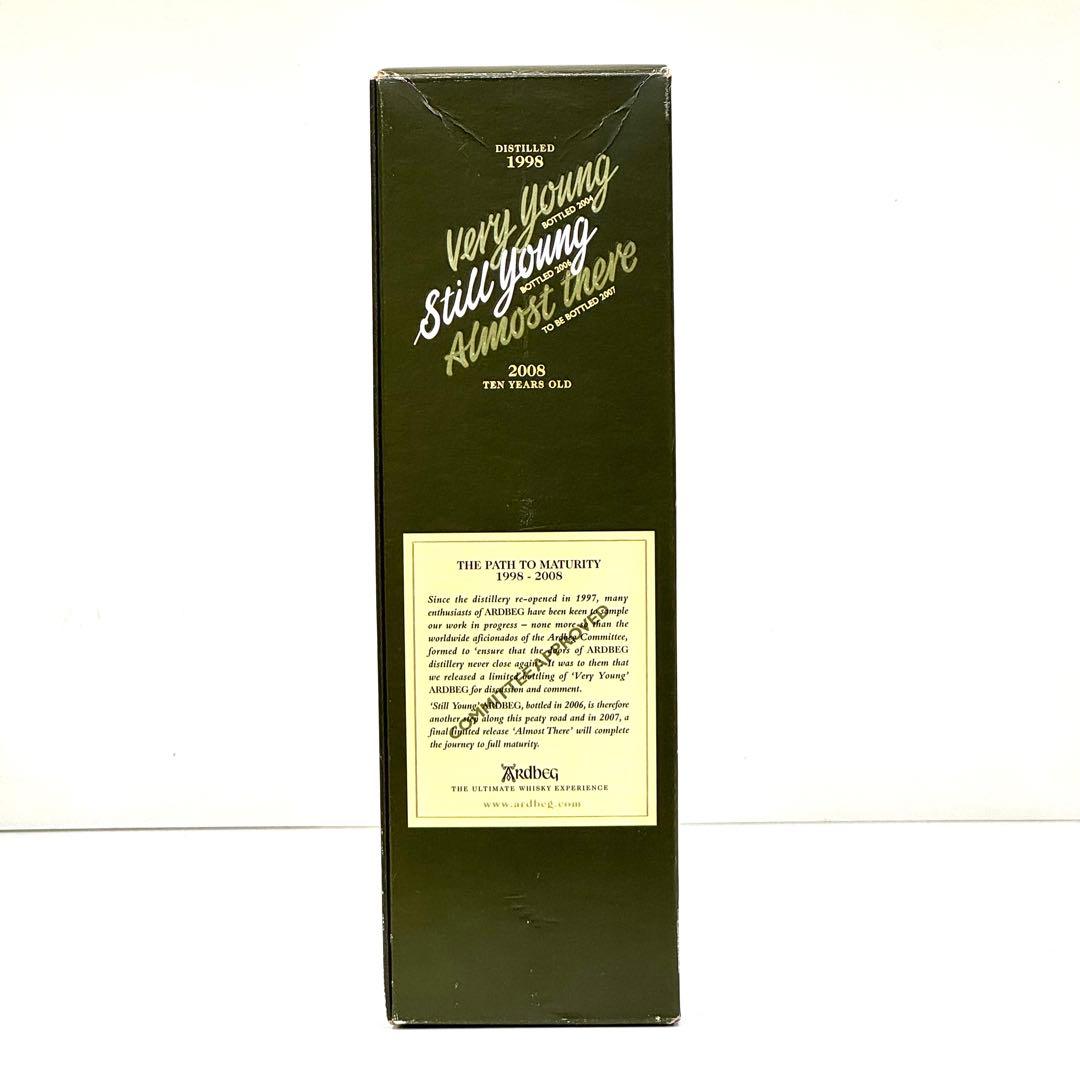 DISTILLED
1998
Very Young
BOTTLED 2004
Still Young
BOTTLED 2006
Almost there
TO BE BOTTLED 2007
2008
TEN YEARS OLD
THE PATH TO MATURITY
1998 - 2008
Since the distillery re-opened in 1997, many
enthusiasts of ARDBEG have been keen to sample
our work in progress – none more so than the
worldwide aficionados of the Ardbeg Committee,
formed to 'ensure that the doors of ARDBEG
distillery never close again'. It was to them that
we released a limited bottling of 'Very Young'
ARDBEG for discussion and comment.
'Still Young' ARDBEG, bottled in 2006, is therefore
another step along this peaty road and in 2007, a
final limited release 'Almost There' will complete
the journey to full maturity.
COMMITTEE APPROVED
ARDBEG
THE ULTIMATE WHISKY EXPERIENCE
www.ardbeg.com